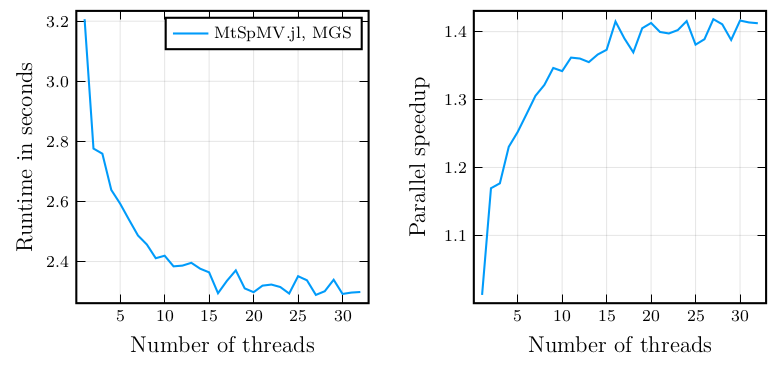 MtSpMV.jl, MGS
Runtime in seconds
3.2
3.0
2.8
2.6
2.4
5 10 15 20 25 30
Number of threads
Parallel speedup
1.4
1.3
1.2
1.1
5 10 15 20 25 30
Number of threads